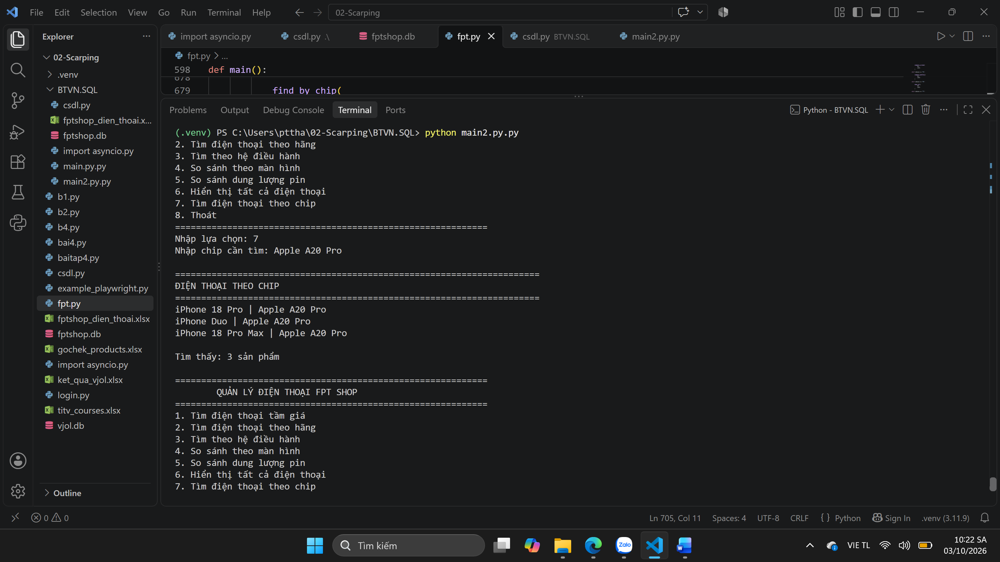 File Edit Selection View Go Run Terminal Help
02-Scarping
Explorer
02-Scarping
.venv
BTVN.SQL
csdl.py
fptshop_dien_thoai.x...
fptshop.db
import asyncio.py
main.py.py
main2.py.py
b1.py
b2.py
b4.py
bai4.py
baitap4.py
csdl.py
example_playwright.py
fpt.py
fptshop_dien_thoai.xlsx
fptshop.db
gochek_products.xlsx
import asyncio.py
ket_qua_vjol.xlsx
login.py
titv_courses.xlsx
vjol.db
Outline
import asyncio.py csdl.py .\ fptshop.db fpt.py csdl.py BTVN.SQL main2.py.py
fpt.py > ...
598 def main():
678
679 find_by_chip(
Problems Output Debug Console Terminal Ports
Python - BTVN.SQL
(.venv) PS C:\Users\pttha\02-Scarping\BTVN.SQL> python main2.py.py
2. Tìm điện thoại theo hãng
3. Tìm theo hệ điều hành
4. So sánh theo màn hình
5. So sánh dung lượng pin
6. Hiển thị tất cả điện thoại
7. Tìm điện thoại theo chip
8. Thoát
============================================================
Nhập lựa chọn: 7
Nhập chip cần tìm: Apple A20 Pro
======================================================================
ĐIỆN THOẠI THEO CHIP
======================================================================
iPhone 18 Pro | Apple A20 Pro
iPhone Duo | Apple A20 Pro
iPhone 18 Pro Max | Apple A20 Pro
Tìm thấy: 3 sản phẩm
============================================================
QUẢN LÝ ĐIỆN THOẠI FPT SHOP
============================================================
1. Tìm điện thoại tầm giá
2. Tìm điện thoại theo hãng
3. Tìm theo hệ điều hành
4. So sánh theo màn hình
5. So sánh dung lượng pin
6. Hiển thị tất cả điện thoại
7. Tìm điện thoại theo chip
0 0
Ln 705, Col 11 Spaces: 4 UTF-8 CRLF { } Python Sign In .venv (3.11.9)
Tìm kiếm
Zalo
VIE TL
10:22 SA
03/10/2026